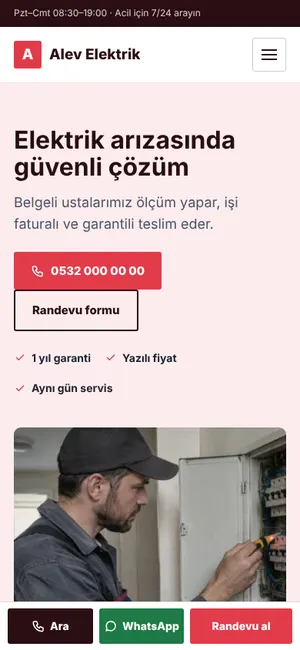 Pzt–Cmt 08:30–19:00 · Acil için 7/24 arayın
A Alev Elektrik
Elektrik arızasında
güvenli çözüm
Belgeli ustalarımız ölçüm yapar, işi
faturalı ve garantili teslim eder.
0532 000 00 00
Randevu formu
1 yıl garanti Yazılı fiyat
Aynı gün servis
Ara WhatsApp Randevu al